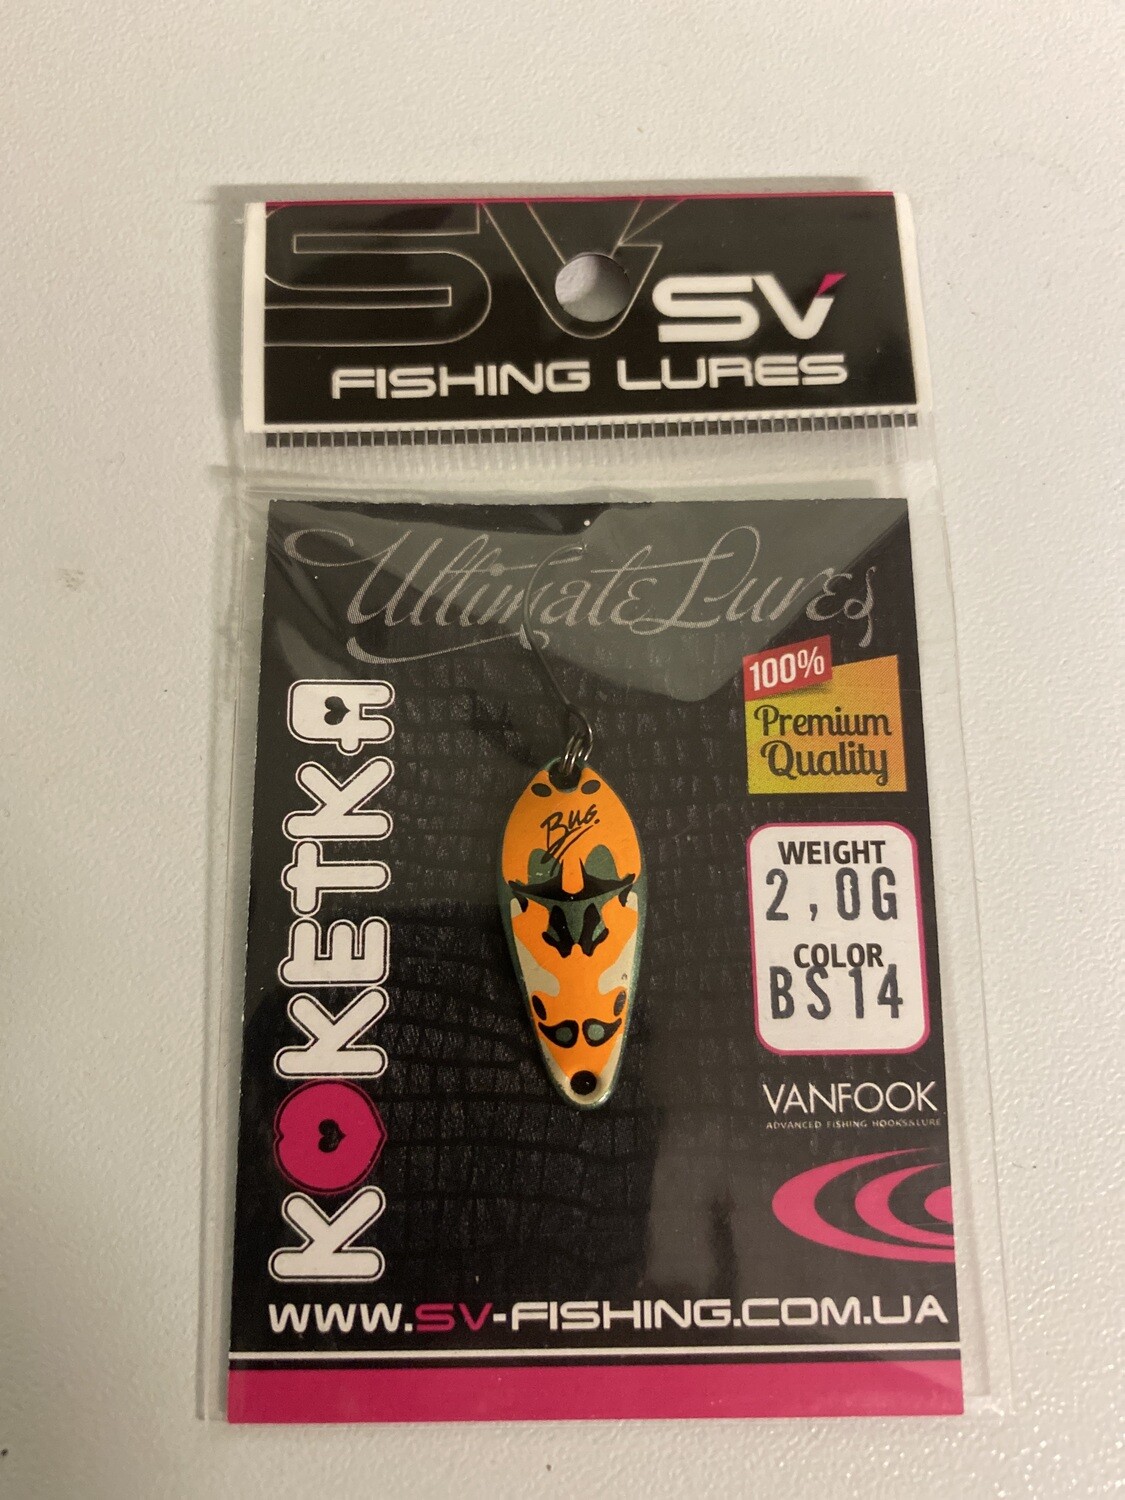 SV
SV
FISHING LURES
Ultimate Lures
100%
Premium
Quality
KOKETKA
Bug.
WEIGHT
2,0G
COLOR
BS14
VANFOOK
ADVANCED FISHING HOOKS&LURE
WWW.SV-FISHING.COM.UA